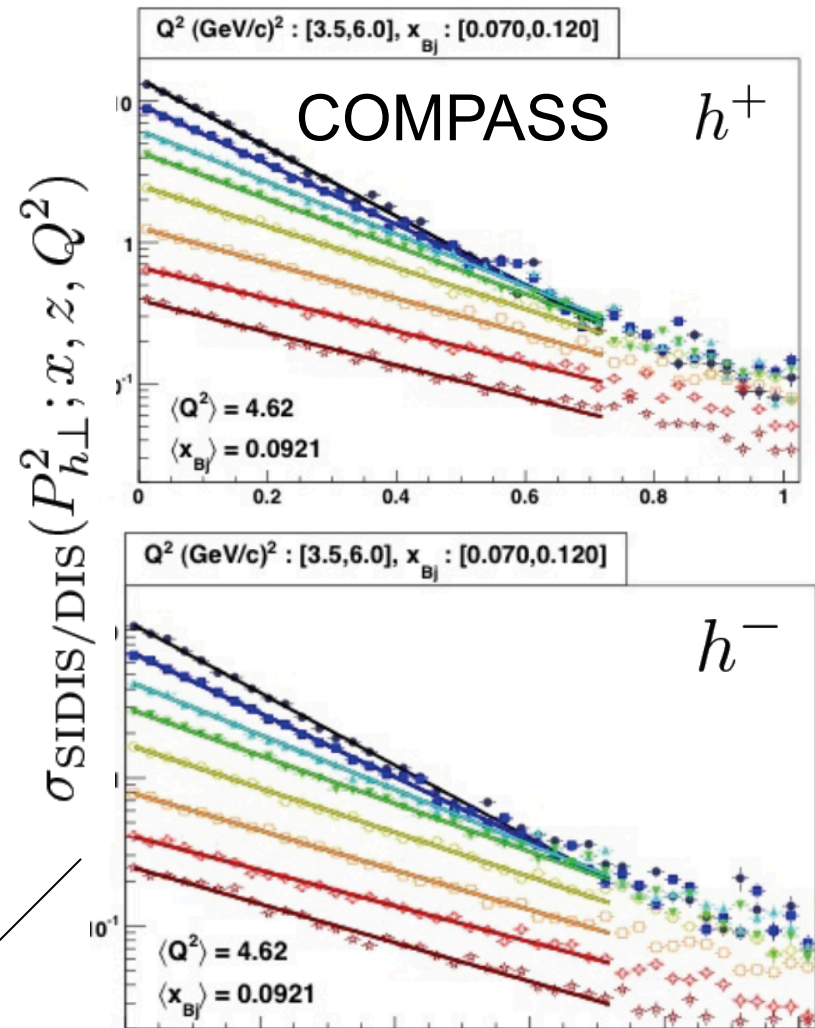 Q² (GeV/c)² : [3.5,6.0], x_Bj : [0.070,0.120]
COMPASS h⁺
10
1
⟨Q²⟩ = 4.62
⟨x_Bj⟩ = 0.0921
0 0.2 0.4 0.6 0.8 1
σ_SIDIS/DIS(P²_h⊥; x, z, Q²)
Q² (GeV/c)² : [3.5,6.0], x_Bj : [0.070,0.120]
h⁻
⟨Q²⟩ = 4.62
⟨x_Bj⟩ = 0.0921